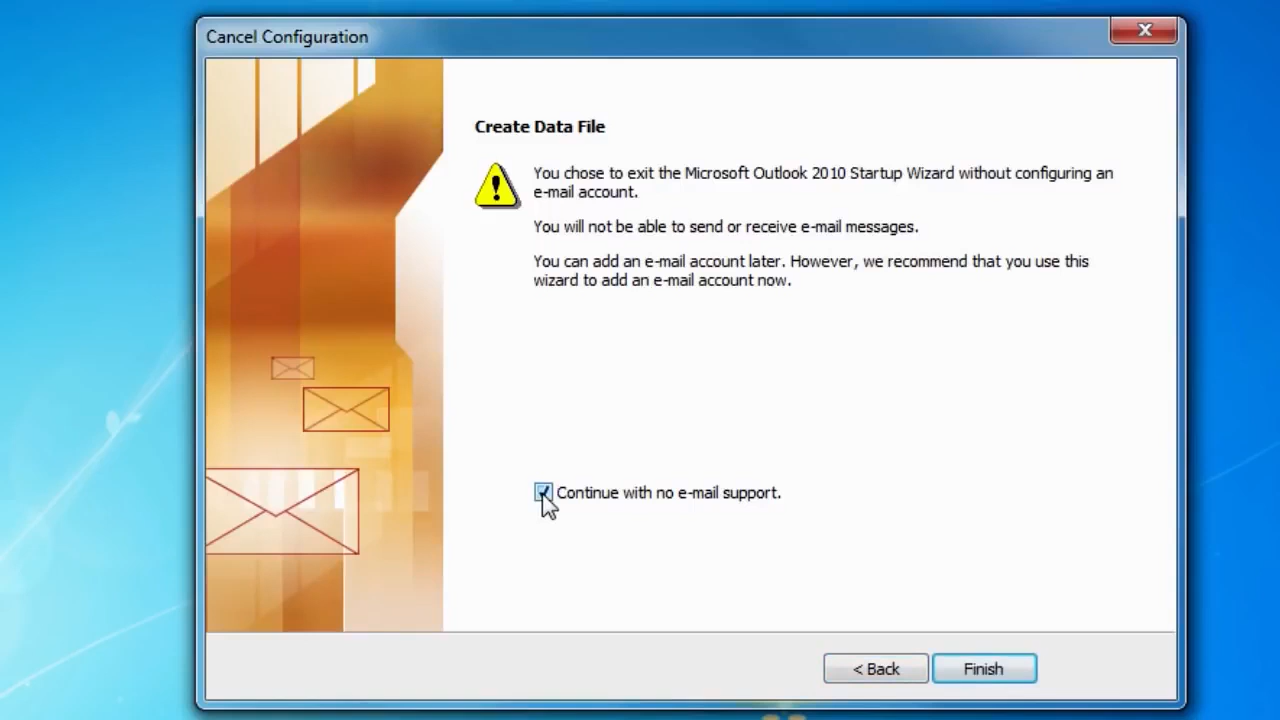 Cancel Configuration
Create Data File
You chose to exit the Microsoft Outlook 2010 Startup Wizard without configuring an
e-mail account.
You will not be able to send or receive e-mail messages.
You can add an e-mail account later. However, we recommend that you use this
wizard to add an e-mail account now.
Continue with no e-mail support.
< Back
Finish